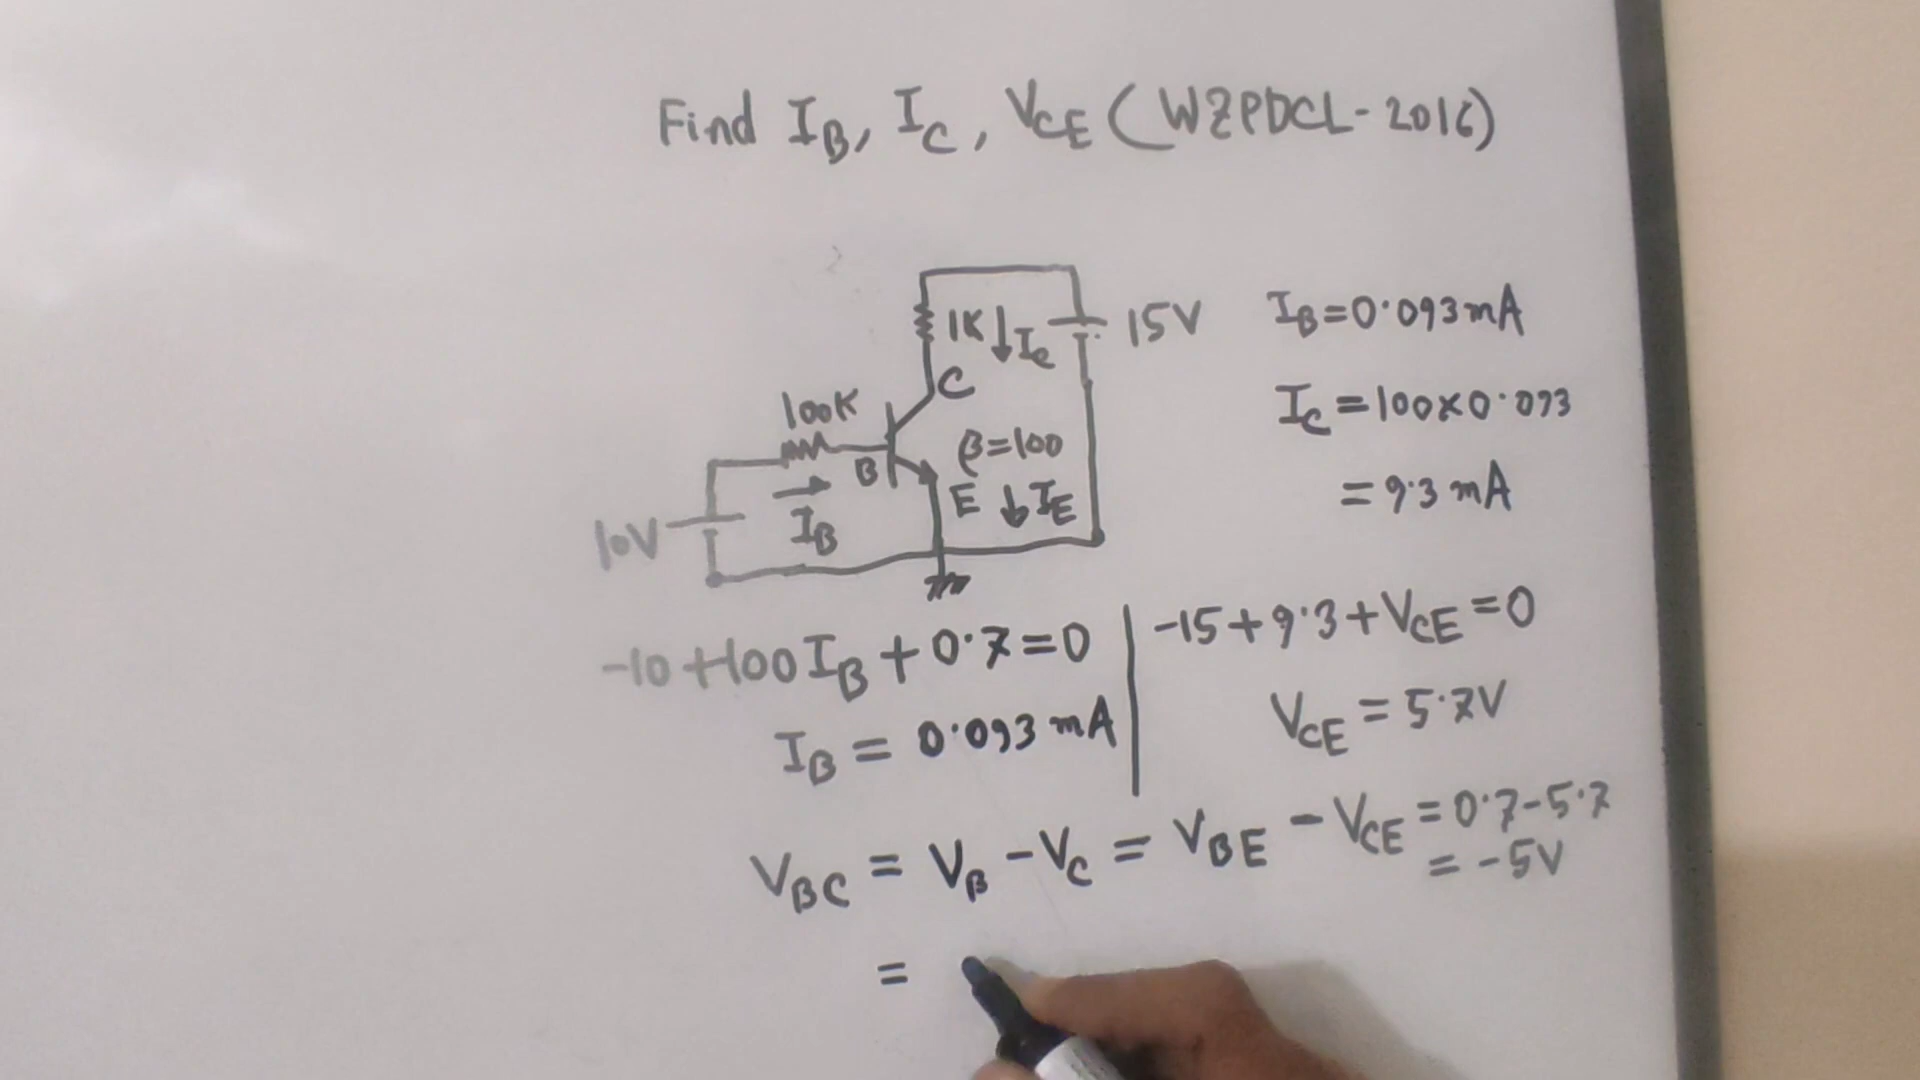 Find IB, IC, VCE (WZPDCL-2016)
1K ↓IC 15V
C
100K
B β=100
E ↓IE
IB
10V
IB=0.093mA
IC=100×0.093
=9.3mA
-10+100IB+0.7=0
IB = 0.093 mA
-15+9.3+VCE=0
VCE = 5.7V
VBC = VB-VC = VBE-VCE=0.7-5.7
= -5V
=